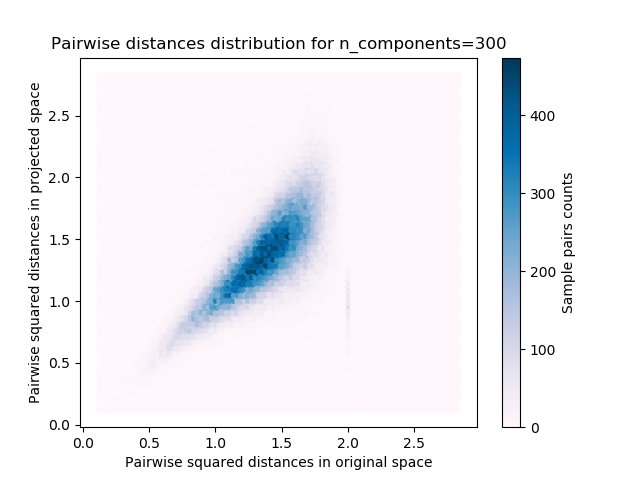 Pairwise distances distribution for n_components=300
Pairwise squared distances in projected space
2.5
2.0
1.5
1.0
0.5
0.0
0.0 0.5 1.0 1.5 2.0 2.5
Pairwise squared distances in original space
400
300
200
100
0
Sample pairs counts